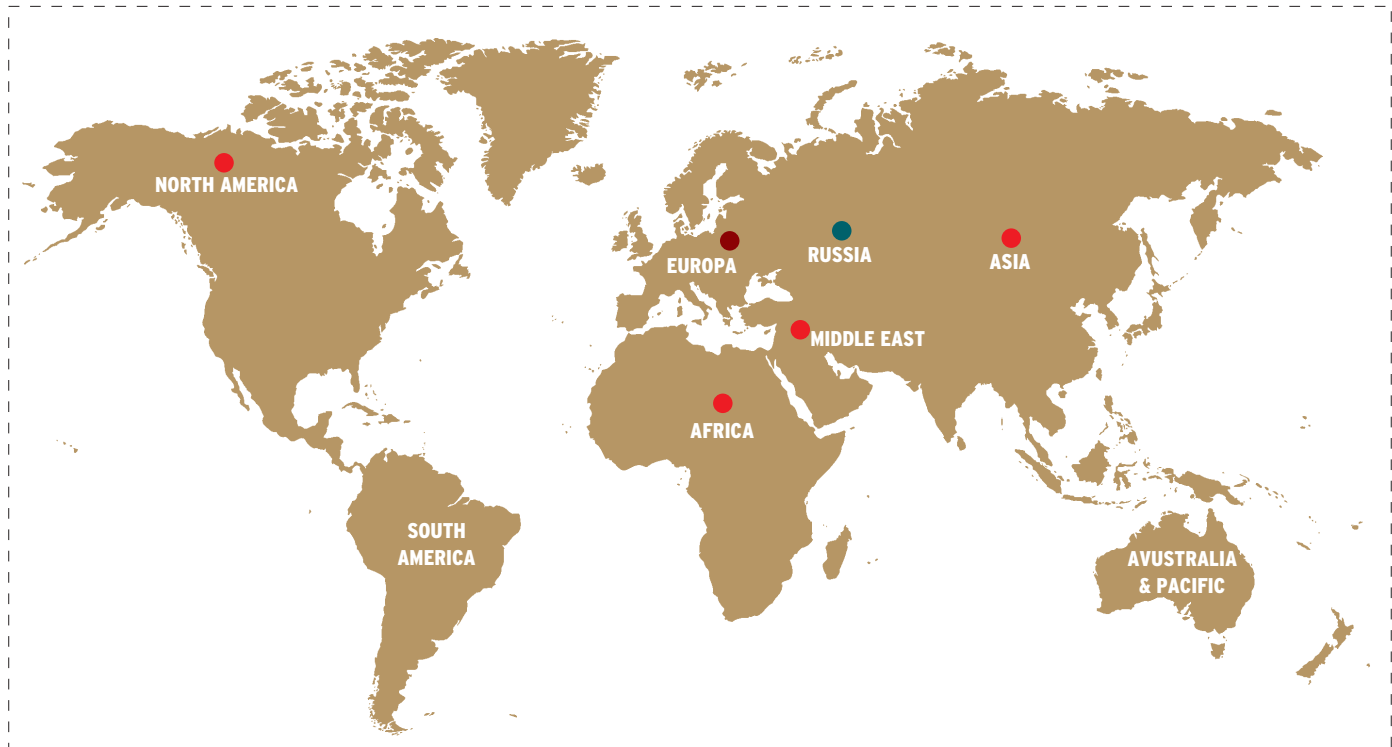 NORTH AMERICA
EUROPA
RUSSIA
ASIA
MIDDLE EAST
AFRICA
SOUTH
AMERICA
AVUSTRALIA
& PACIFIC